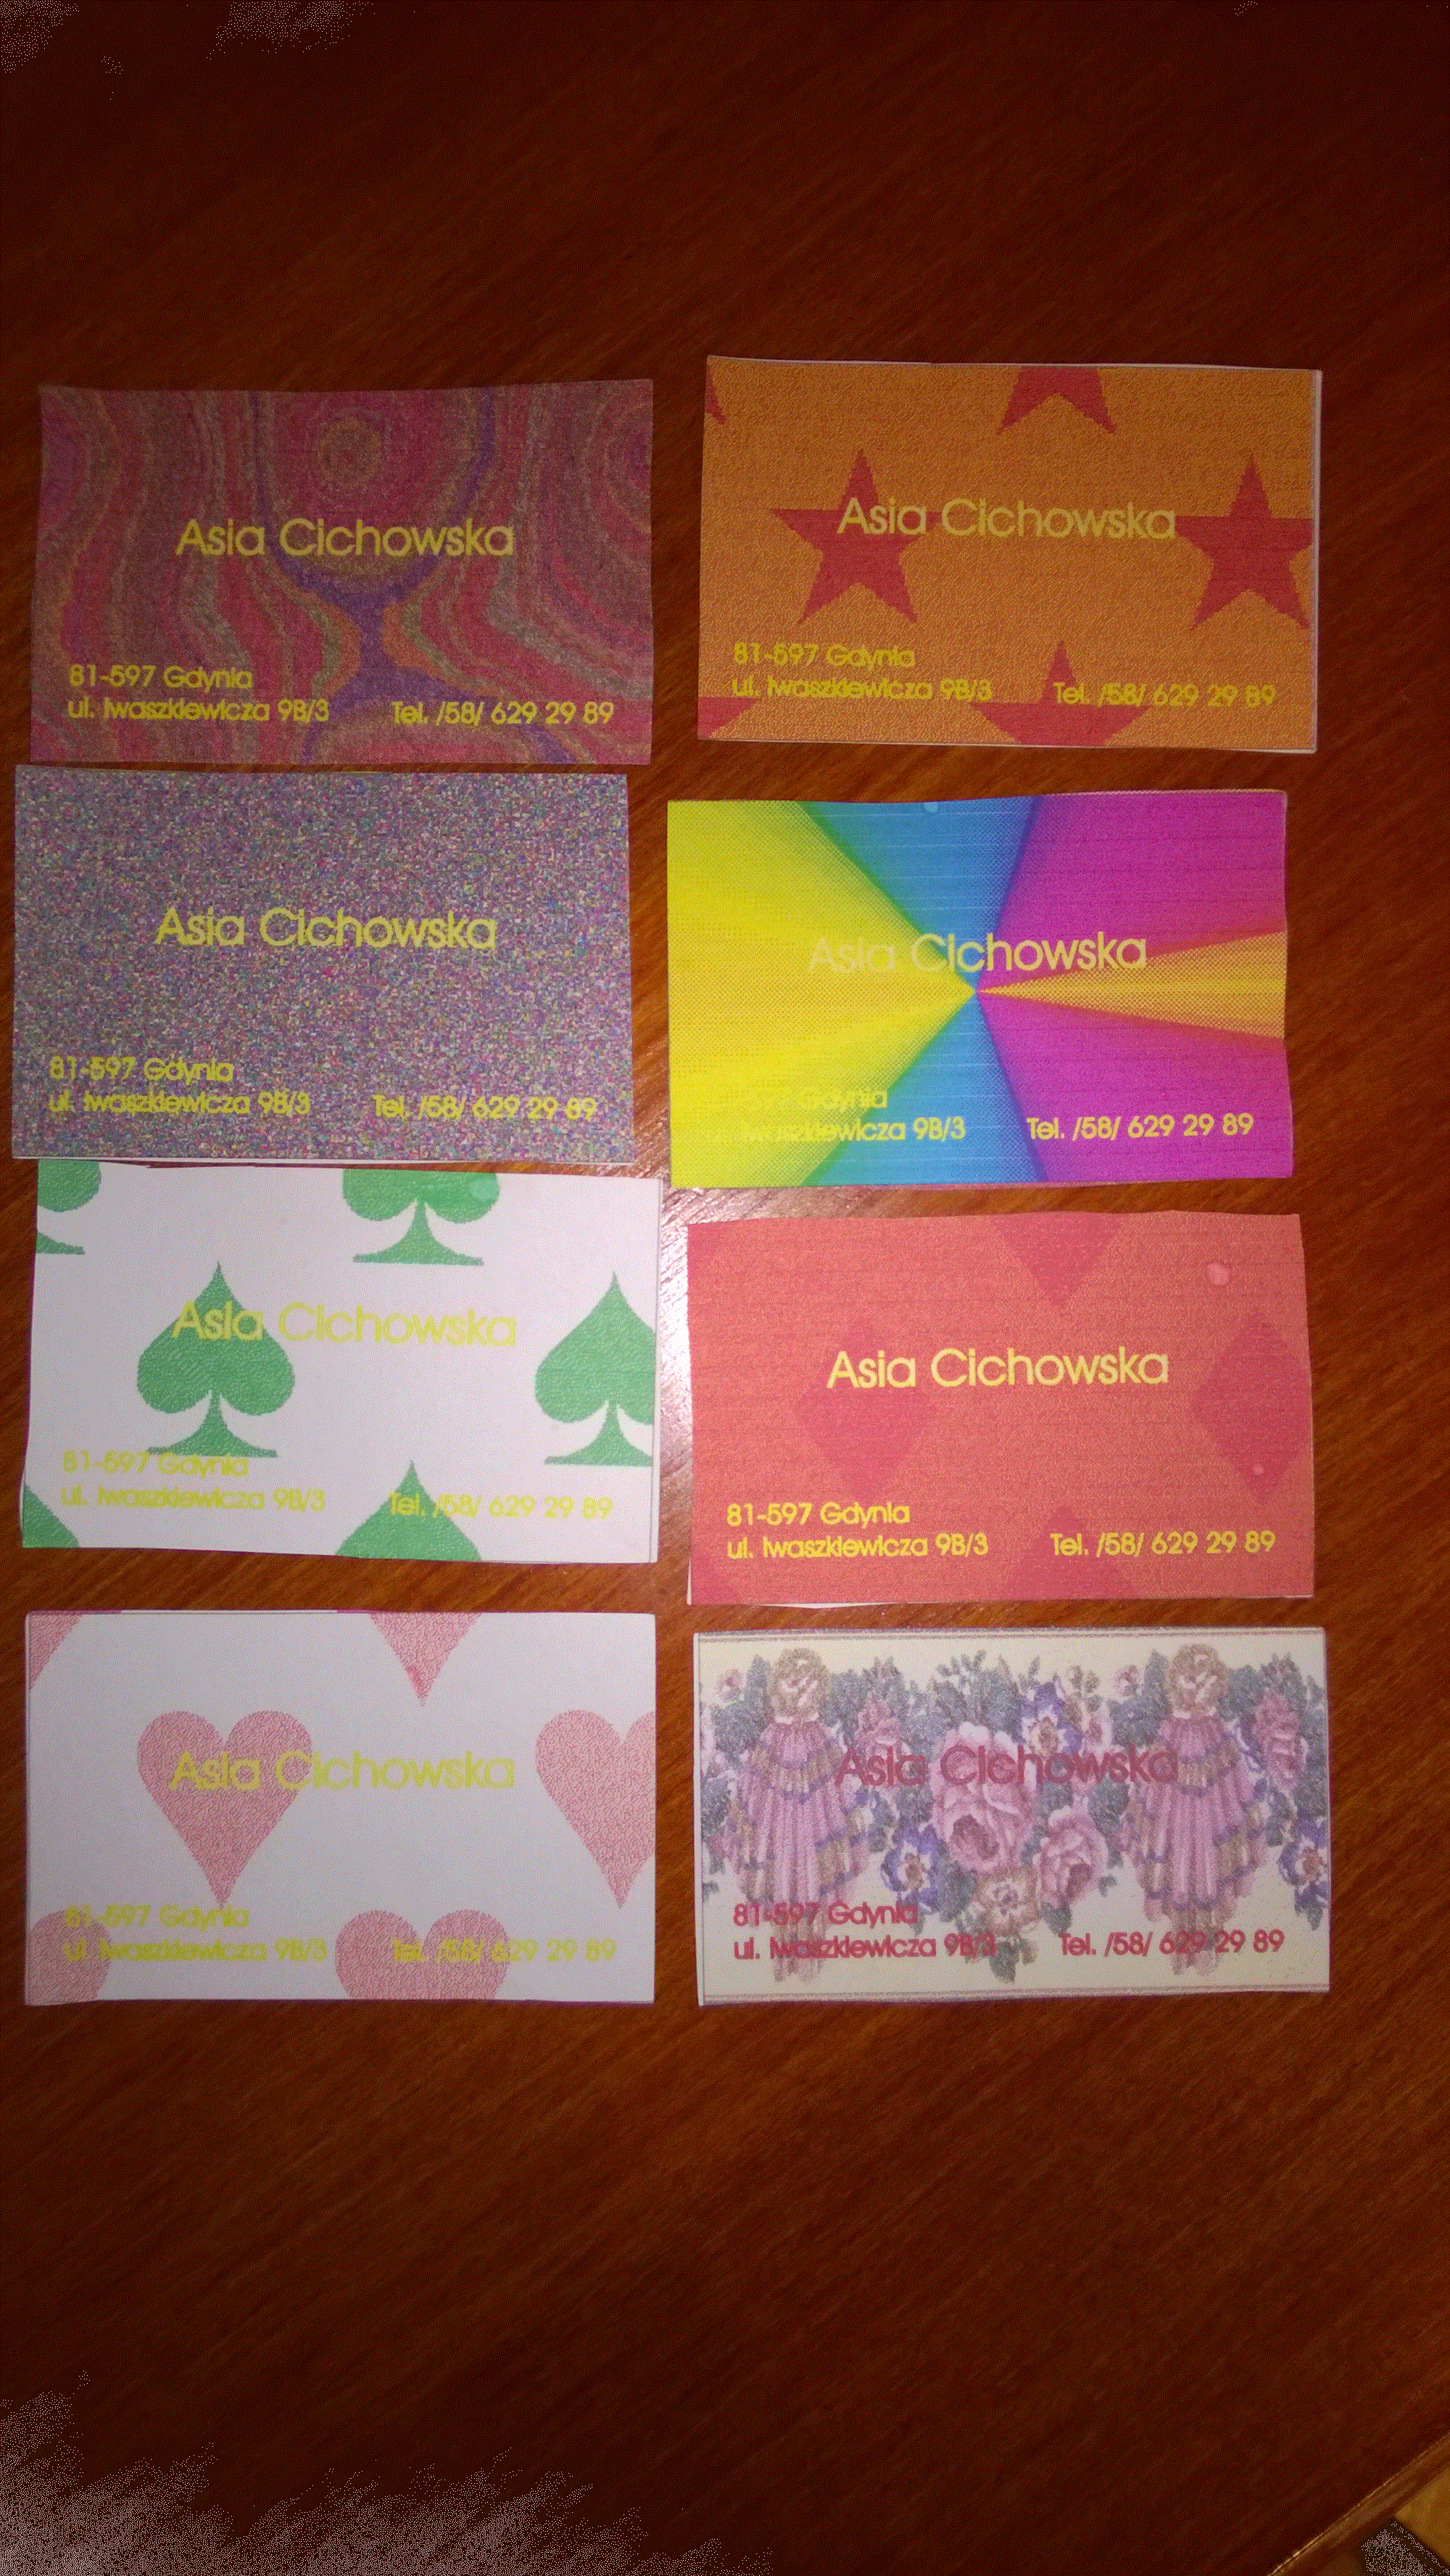 Asia Cichowska
81-597 Gdynia
ul. Iwaszkiewicza 9B/3 Tel. /58/ 629 29 89
Asia Cichowska
81-597 Gdynia
ul. Iwaszkiewicza 9B/3 Tel. /58/ 629 29 89
Asia Cichowska
81-597 Gdynia
ul. Iwaszkiewicza 9B/3 Tel. /58/ 629 29 89
Asia Cichowska
597 Gdynia
Iwaszkiewicza 9B/3 Tel. /58/ 629 29 89
Asia Cichowska
81-597 Gdynia
ul. Iwaszkiewicza 9B/3 Tel. /58/ 629 29 89
Asia Cichowska
81-597 Gdynia
ul. Iwaszkiewicza 9B/3 Tel. /58/ 629 29 89
Asia Cichowska
81-597 Gdynia
ul. Iwaszkiewicza 9B/3 Tel. /58/ 629 29 89
Asia Cichowska
81-597 Gdynia
ul. Iwaszkiewicza 9B/3 Tel. /58/ 629 29 89